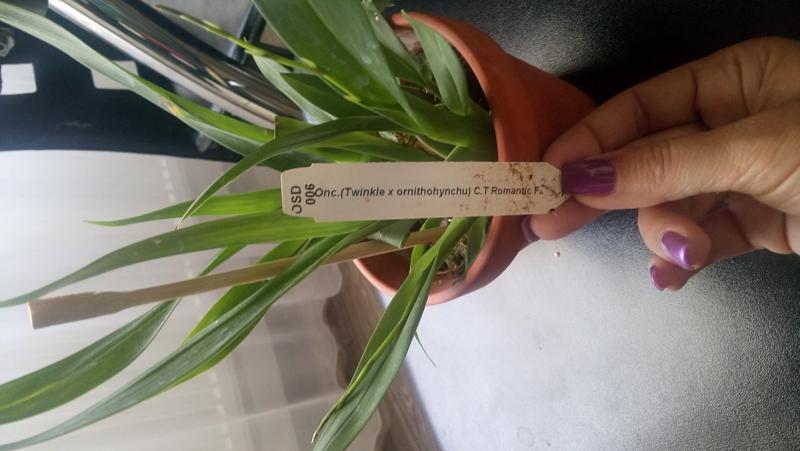 OSD
006
Onc.(Twinkle x ornithohynchu) C.T Romantic